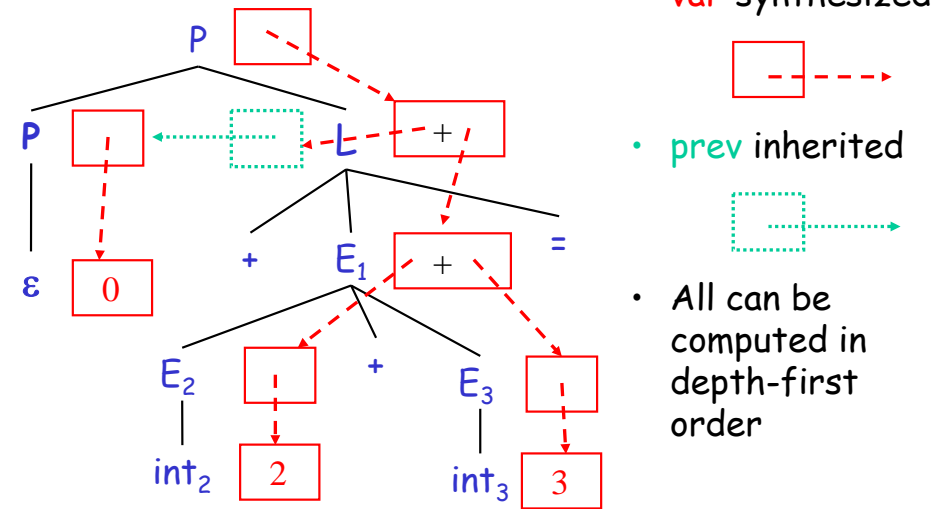 val synthesized
P
P
L
+
• prev inherited
+
E1
+
=
ε
0
• All can be
computed in
depth-first
order
E2
+
E3
int2
2
int3
3